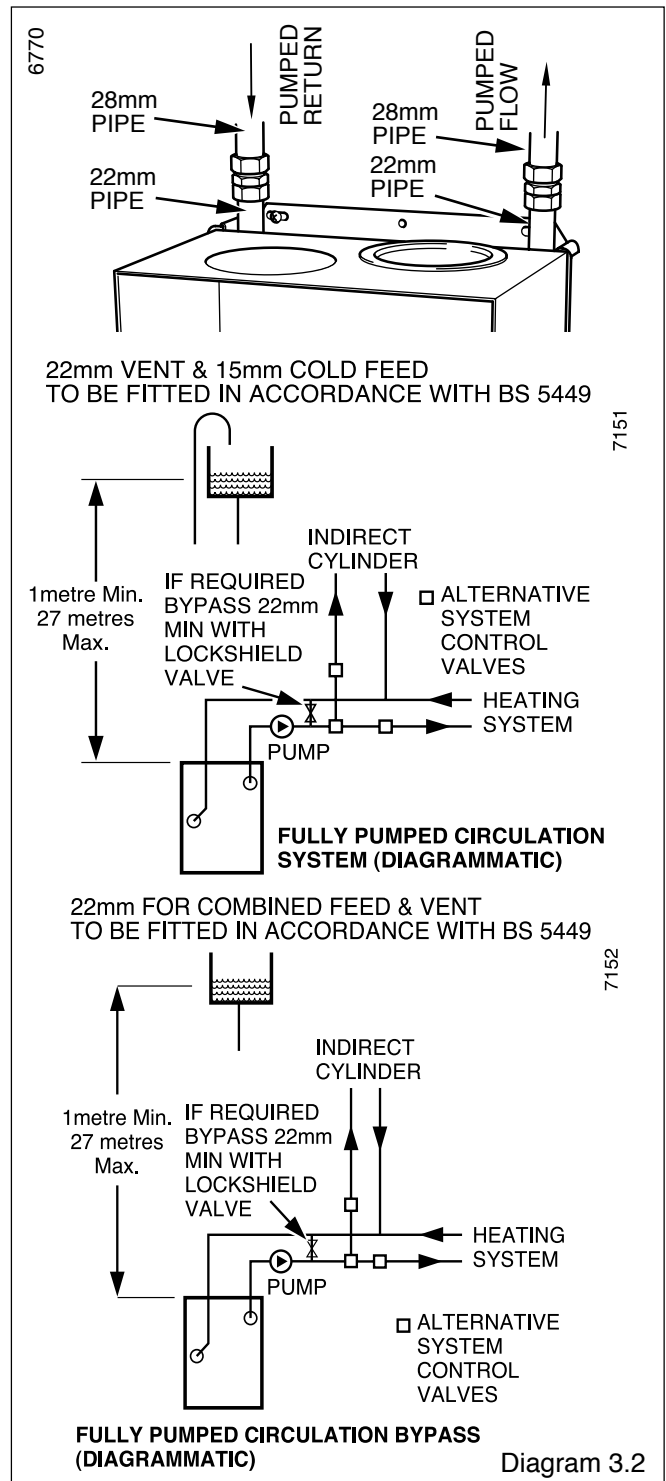 6770
PUMPED
RETURN
PUMPED
FLOW
28mm
PIPE
28mm
PIPE
22mm
PIPE
22mm
PIPE
22mm VENT & 15mm COLD FEED
TO BE FITTED IN ACCORDANCE WITH BS 5449
7151
INDIRECT
CYLINDER
1metre Min.
27 metres
Max.
IF REQUIRED
BYPASS 22mm
MIN WITH
LOCKSHIELD
VALVE
ALTERNATIVE
SYSTEM
CONTROL
VALVES
HEATING
SYSTEM
PUMP
FULLY PUMPED CIRCULATION
SYSTEM (DIAGRAMMATIC)
22mm FOR COMBINED FEED & VENT
TO BE FITTED IN ACCORDANCE WITH BS 5449
7152
INDIRECT
CYLINDER
1metre Min.
27 metres
Max.
IF REQUIRED
BYPASS 22mm
MIN WITH
LOCKSHIELD
VALVE
HEATING
SYSTEM
PUMP
ALTERNATIVE
SYSTEM
CONTROL
VALVES
FULLY PUMPED CIRCULATION BYPASS
(DIAGRAMMATIC)
Diagram 3.2